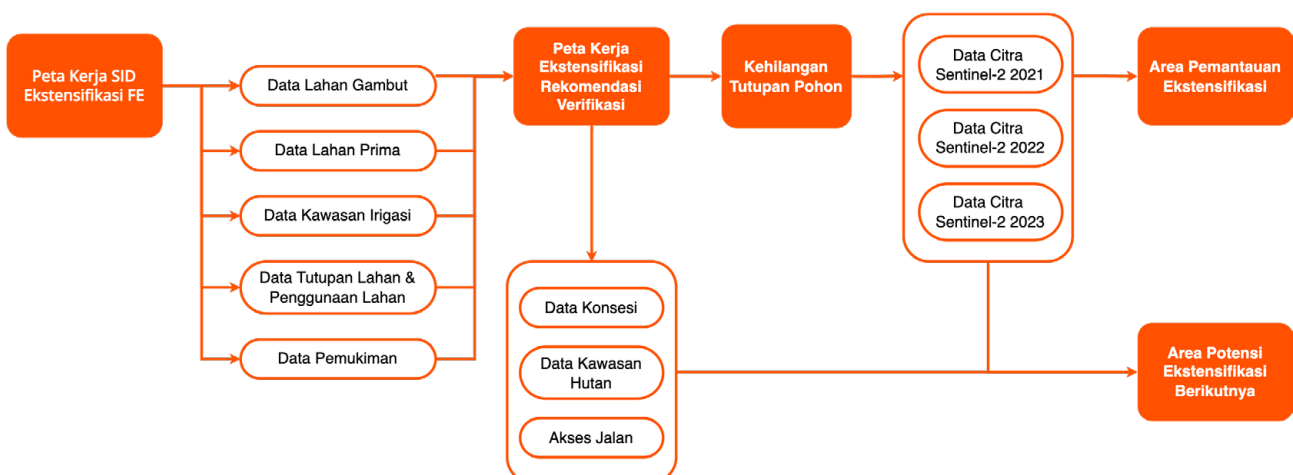 Peta Kerja SID
Ekstensifikasi FE
Data Lahan Gambut
Data Lahan Prima
Data Kawasan Irigasi
Data Tutupan Lahan &
Penggunaan Lahan
Data Pemukiman
Peta Kerja
Ekstensifikasi
Rekomendasi
Verifikasi
Data Konsesi
Data Kawasan
Hutan
Akses Jalan
Kehilangan
Tutupan Pohon
Data Citra
Sentinel-2 2021
Data Citra
Sentinel-2 2022
Data Citra
Sentinel-2 2023
Area Pemantauan
Ekstensifikasi
Area Potensi
Ekstensifikasi
Berikutnya